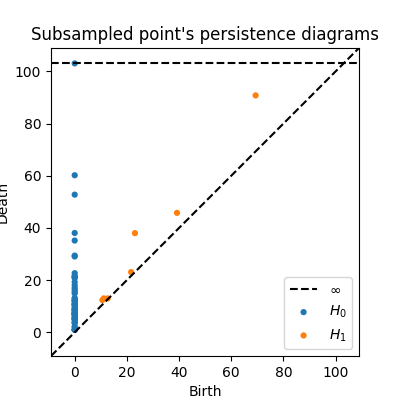 Subsampled point's persistence diagrams
Death
100
80
60
40
20
0
∞
H₀
H₁
0 20 40 60 80 100
Birth